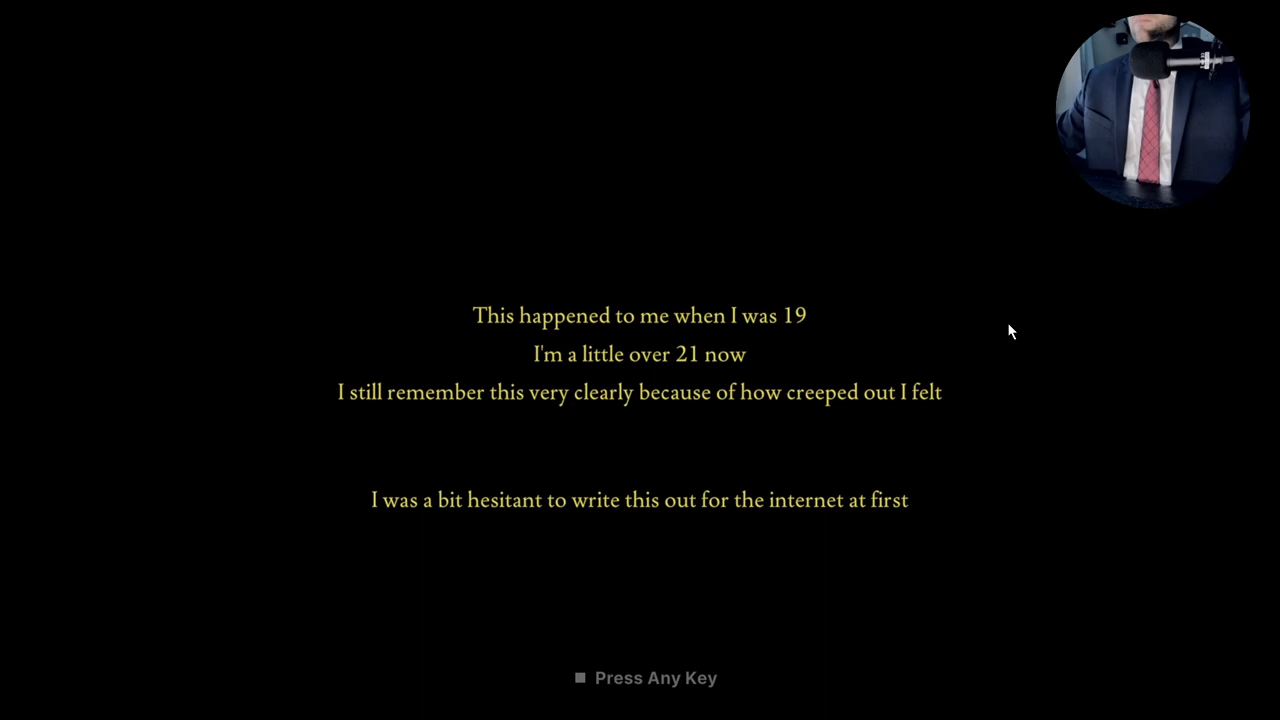 This happened to me when I was 19
I'm a little over 21 now
I still remember this very clearly because of how creeped out I felt
I was a bit hesitant to write this out for the internet at first
Press Any Key